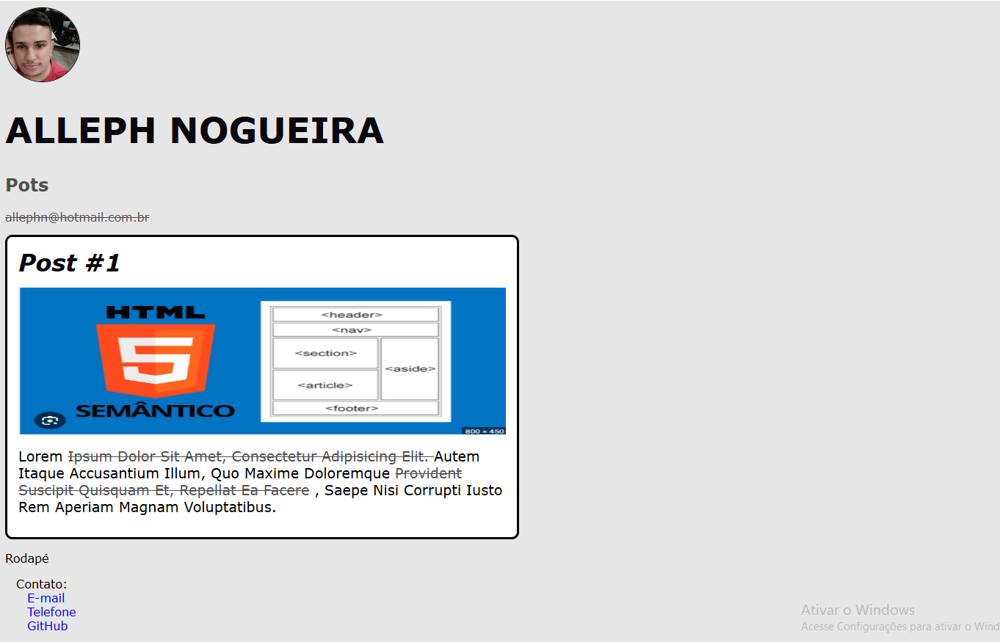 ALLEPH NOGUEIRA
Pots
allephn@hotmail.com.br
Post #1
HTML
5
SEMÂNTICO
<header>
<nav>
<section>
<aside>
<article>
<footer>
800 × 450
Lorem Ipsum Dolor Sit Amet, Consectetur Adipisicing Elit. Autem
Itaque Accusantium Illum, Quo Maxime Doloremque Provident
Suscipit Quisquam Et, Repellat Ea Facere , Saepe Nisi Corrupti Iusto
Rem Aperiam Magnam Voluptatibus.
Rodapé
Contato:
E-mail
Telefone
GitHub
Ativar o Windows
Acesse Configurações para ativar o Wind